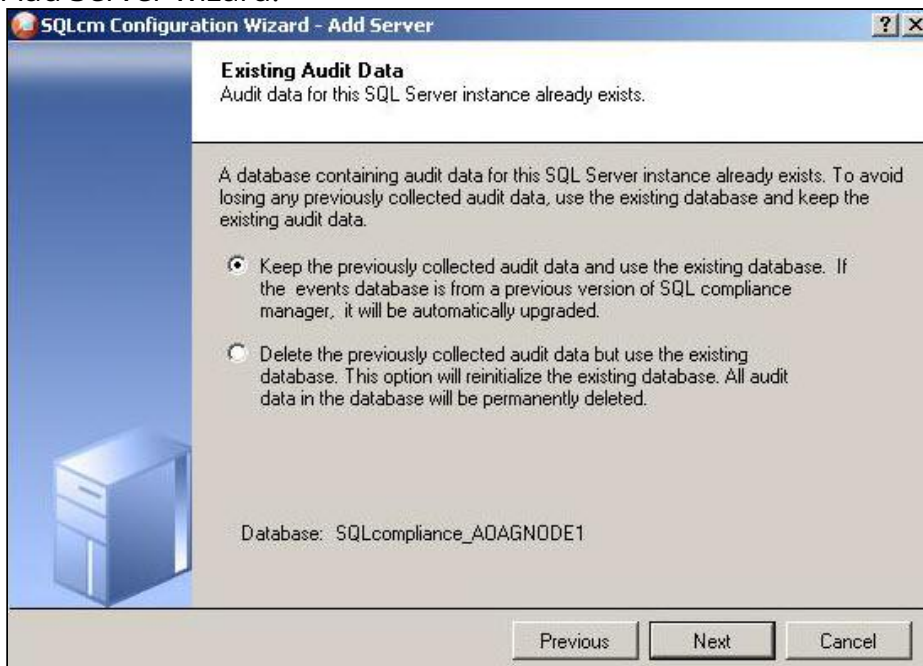 Add Server wizard.
SQLcm Configuration Wizard - Add Server
Existing Audit Data
Audit data for this SQL Server instance already exists.
A database containing audit data for this SQL Server instance already exists. To avoid
losing any previously collected audit data, use the existing database and keep the
existing audit data.
Keep the previously collected audit data and use the existing database. If
the events database is from a previous version of SQL compliance
manager, it will be automatically upgraded.
Delete the previously collected audit data but use the existing
database. This option will reinitialize the existing database. All audit
data in the database will be permanently deleted.
Database: SQLcompliance_AOAGNODE1
Previous Next Cancel